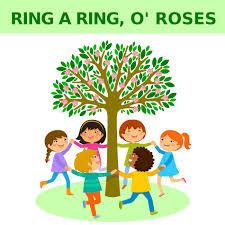 RING A RING, O' ROSES